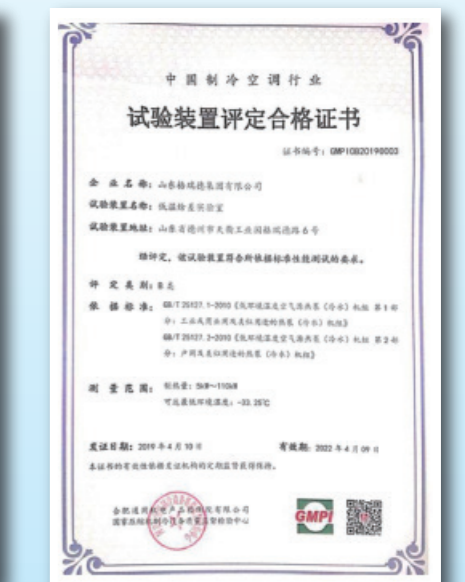 中国制冷空调行业
试验装置评定合格证书
证书编号：GMPIGB20190003
企业名称：山东格瑞德集团有限公司
试验装置名称：低温焓差实验室
试验装置地址：山东省德州市天衢工业园格瑞德路6号
经评定，该试验装置符合所依据标准性能测试的要求。
评定类别：B态
依据标准：GB/T 25127.1-2010《低环境温度空气源热泵（冷水）机组 第1部
分：工业或商业用及类似用途的热泵（冷水）机组》
GB/T 25127.2-2010《低环境温度空气源热泵（冷水）机组 第2部
分：户用及类似用途的热泵（冷水）机组》
测量范围：制热量：5kW～110kW
可达最低环境温度：-33.25℃
发证日期：2019年4月10日 有效期：2022年4月09日
本证书的有效性依据发证机构的定期监督获得保持。
合肥通用机电产品检测院有限公司
国家压缩机制冷设备质量监督检验中心
GMPI